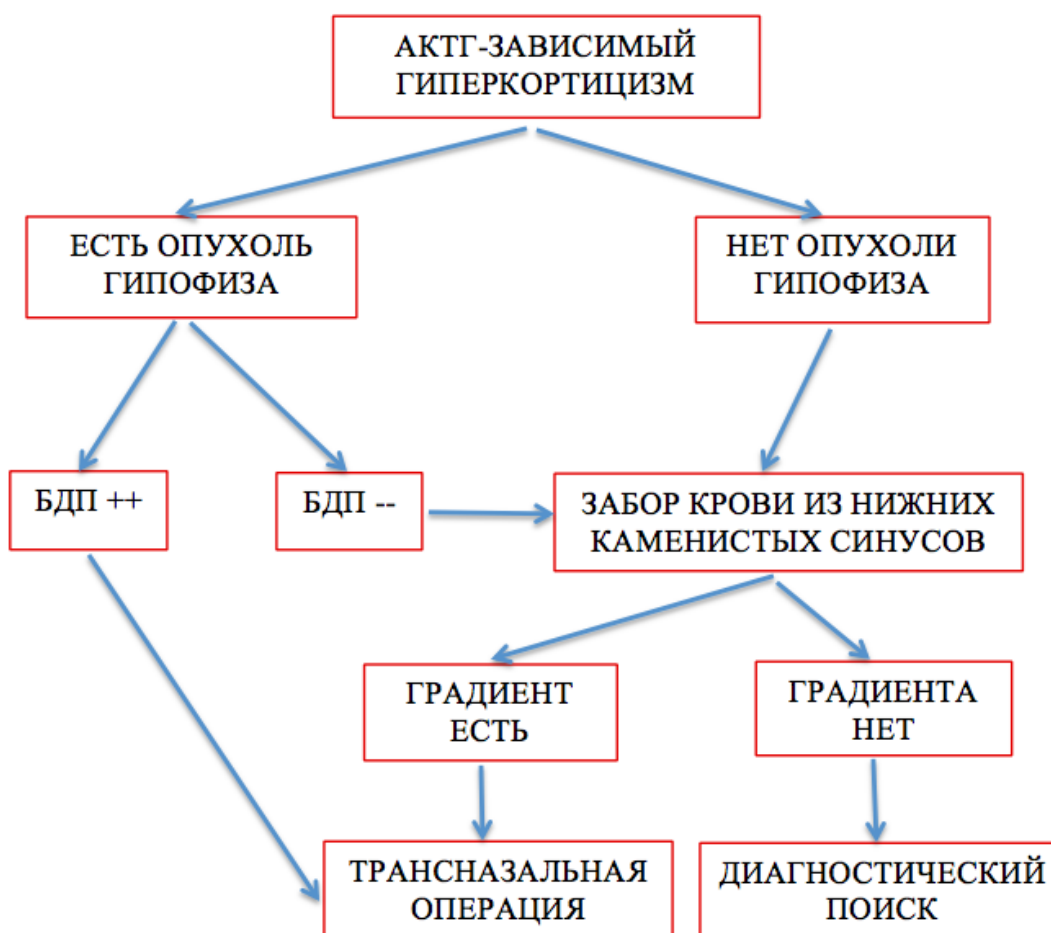 АКТГ-ЗАВИСИМЫЙ
ГИПЕРКОРТИЦИЗМ
ЕСТЬ ОПУХОЛЬ
ГИПОФИЗА
НЕТ ОПУХОЛИ
ГИПОФИЗА
БДП ++
БДП --
ЗАБОР КРОВИ ИЗ НИЖНИХ
КАМЕНИСТЫХ СИНУСОВ
ГРАДИЕНТ
ЕСТЬ
ГРАДИЕНТА
НЕТ
ТРАНСНАЗАЛЬНАЯ
ОПЕРАЦИЯ
ДИАГНОСТИЧЕСКИЙ
ПОИСК